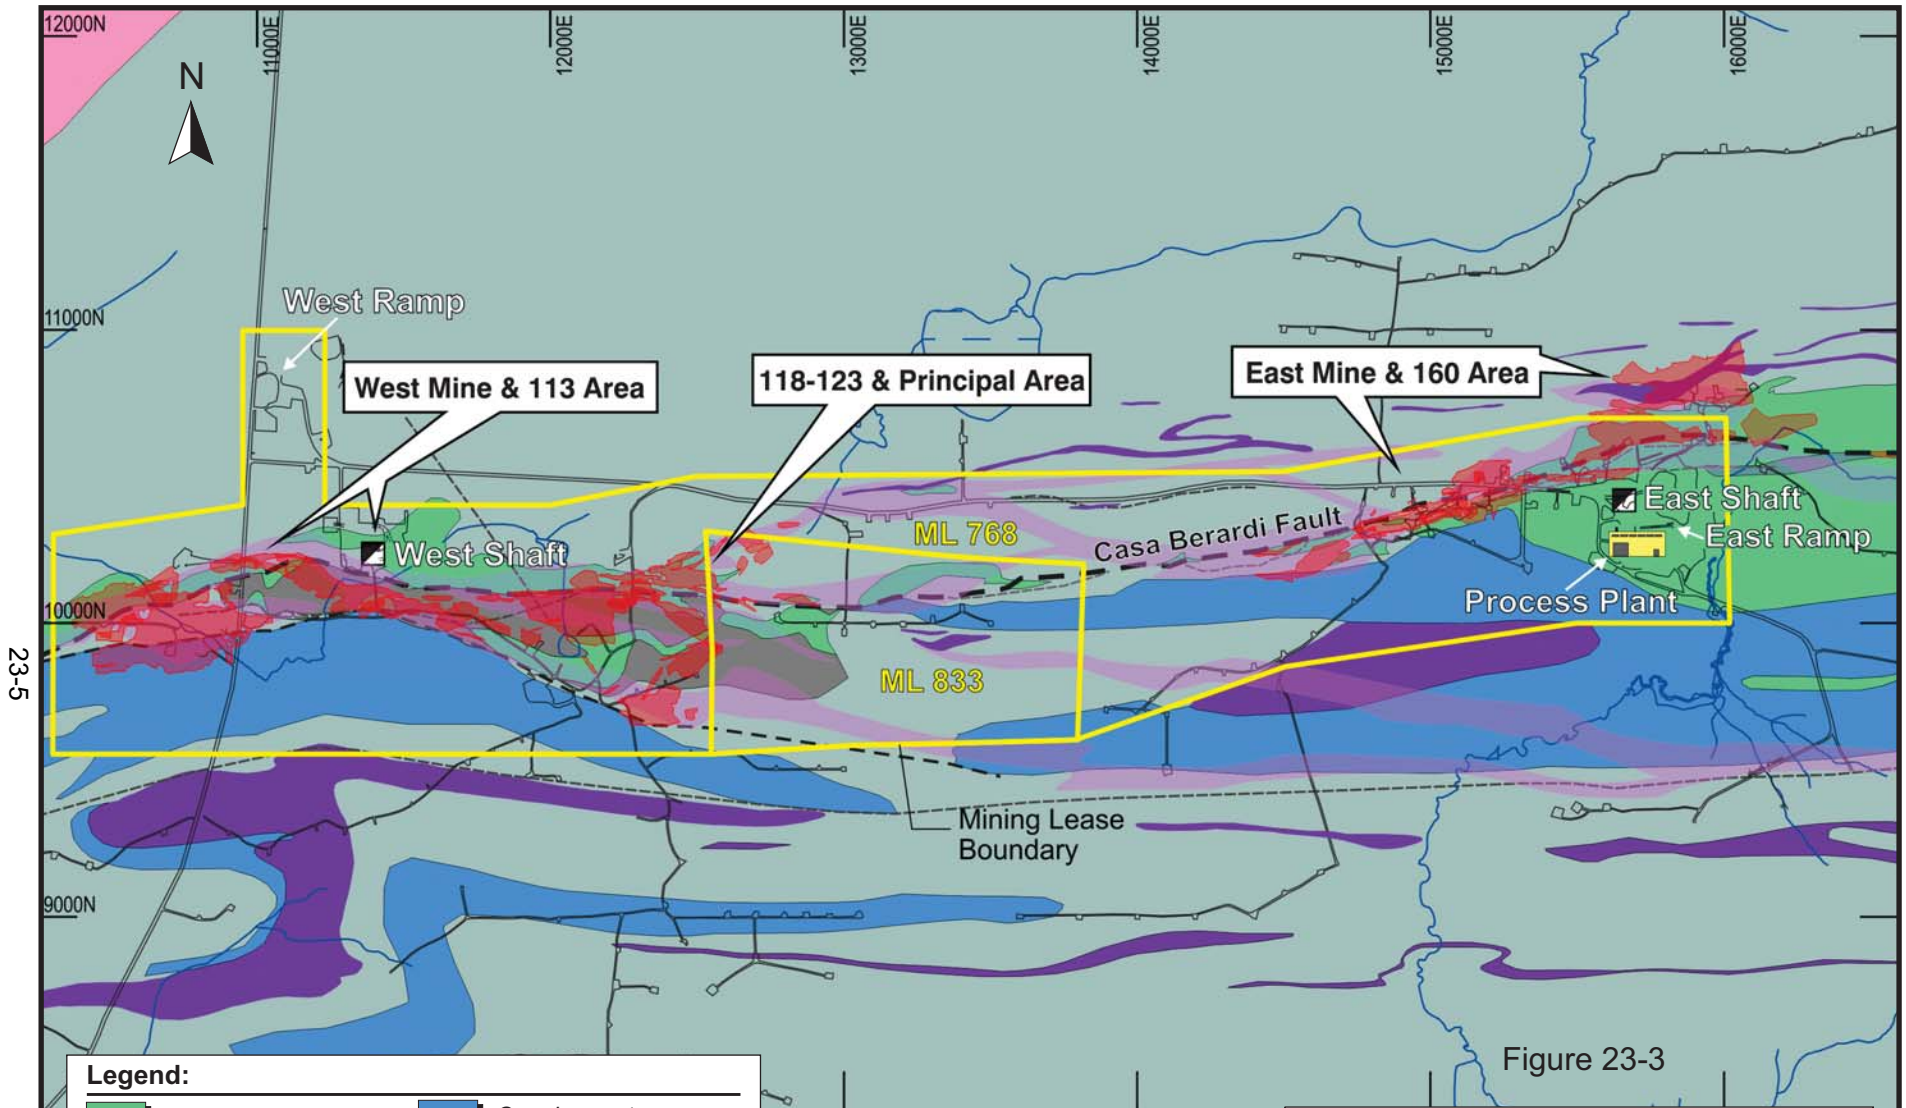 12000N
11000E
12000E
13000E
14000E
15000E
16000E
N
West Ramp
11000N
West Mine & 113 Area
118-123 & Principal Area
East Mine & 160 Area
East Shaft
ML 768
Casa Berardi Fault
West Shaft
East Ramp
Process Plant
10000N
23-5
ML 833
Mining Lease
Boundary
9000N
Figure 23-3
Legend: